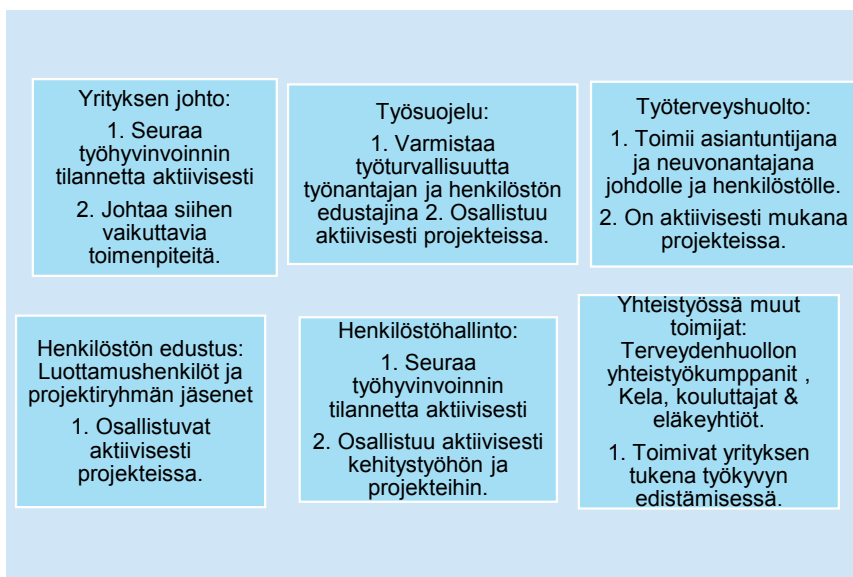 Yrityksen johto:
1. Seuraa
työhyvinvoinnin
tilannetta aktiivisesti
2. Johtaa siihen
vaikuttavia
toimenpiteitä.
Työsuojelu:
1. Varmistaa
työturvallisuutta
työnantajan ja henkilöstön
edustajina 2. Osallistuu
aktiivisesti projekteissa.
Työterveyshuolto:
1. Toimii asiantuntijana
ja neuvonantajana
johdolle ja henkilöstölle.
2. On aktiivisesti mukana
projekteissa.
Henkilöstön edustus:
Luottamushenkilöt ja
projektiryhmän jäsenet
1. Osallistuvat
aktiivisesti
projekteissa.
Henkilöstöhallinto:
1. Seuraa
työhyvinvoinnin
tilannetta aktiivisesti
2. Osallistuu aktiivisesti
kehitystyöhön ja
projekteihin.
Yhteistyössä muut
toimijat:
Terveydenhuollon
yhteistyökumppanit ,
Kela, kouluttajat &
eläkeyhtiöt.
1. Toimivat yrityksen
tukena työkyvyn
edistämisessä.